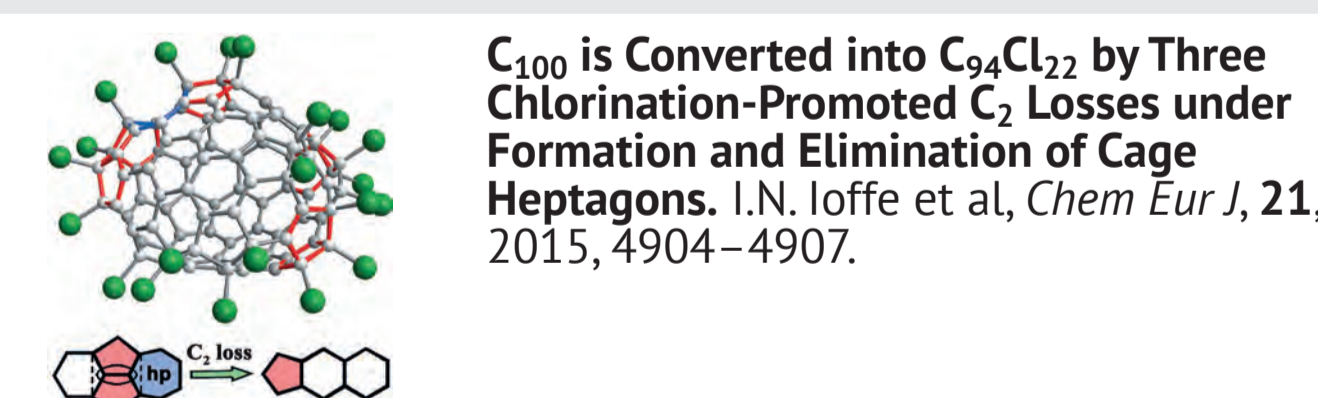 C₁₀₀ is Converted into C₉₄Cl₂₂ by Three
Chlorination-Promoted C₂ Losses under
Formation and Elimination of Cage
Heptagons. I.N. Ioffe et al, Chem Eur J, 21,
2015, 4904–4907.
C₂ loss
hp